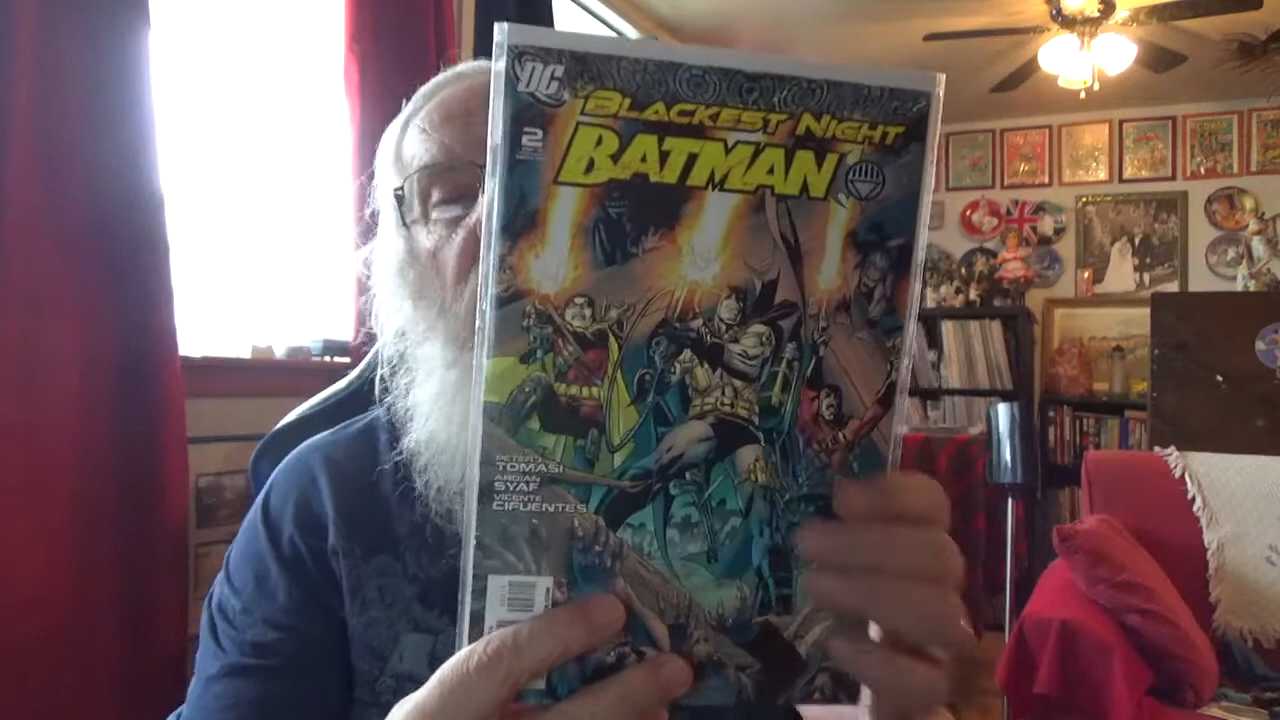 DC
BLACKEST NIGHT
BATMAN
2
PETER J.
TOMASI
ARDIAN
SYAF
VICENTE
CIFUENTES